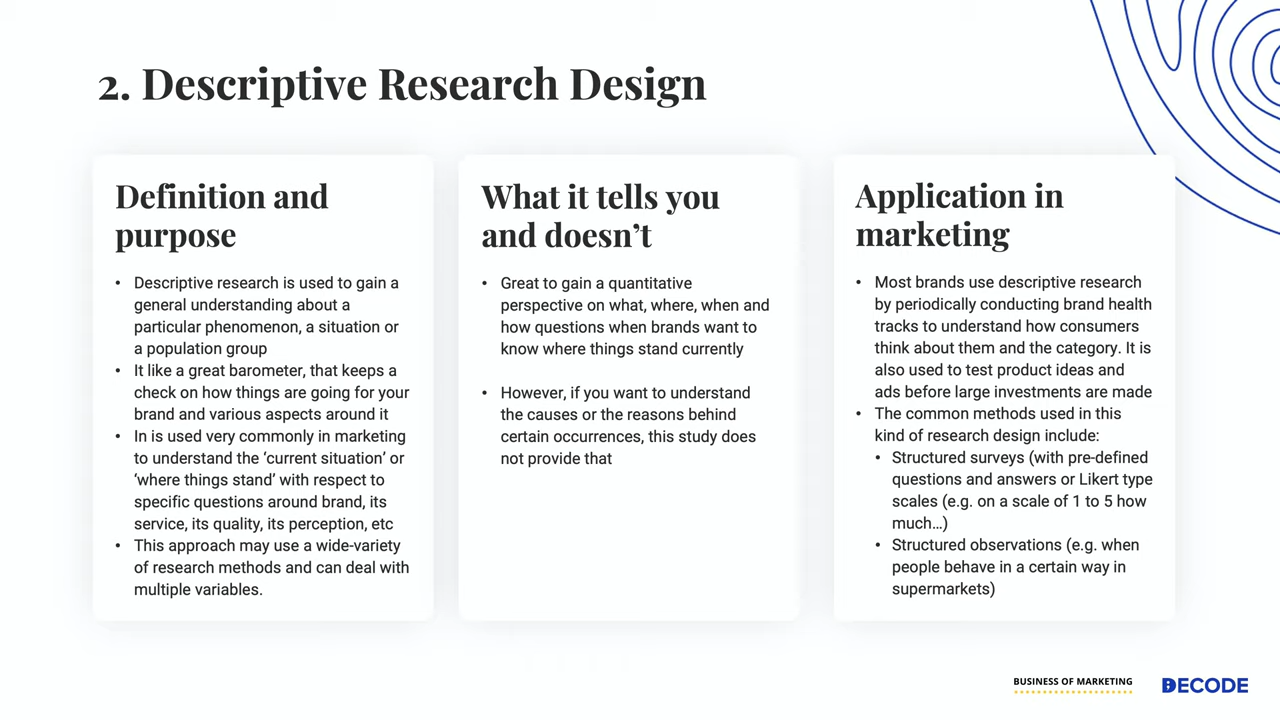 2. Descriptive Research Design
Definition and
purpose
• Descriptive research is used to gain a
general understanding about a
particular phenomenon, a situation or
a population group
• It like a great barometer, that keeps a
check on how things are going for your
brand and various aspects around it
• In is used very commonly in marketing
to understand the ‘current situation’ or
‘where things stand’ with respect to
specific questions around brand, its
service, its quality, its perception, etc
• This approach may use a wide-variety
of research methods and can deal with
multiple variables.
What it tells you
and doesn’t
• Great to gain a quantitative
perspective on what, where, when and
how questions when brands want to
know where things stand currently
• However, if you want to understand
the causes or the reasons behind
certain occurrences, this study does
not provide that
Application in
marketing
• Most brands use descriptive research
by periodically conducting brand health
tracks to understand how consumers
think about them and the category. It is
also used to test product ideas and
ads before large investments are made
• The common methods used in this
kind of research design include:
• Structured surveys (with pre-defined
questions and answers or Likert type
scales (e.g. on a scale of 1 to 5 how
much…)
• Structured observations (e.g. when
people behave in a certain way in
supermarkets)
BUSINESS OF MARKETING
DECODE